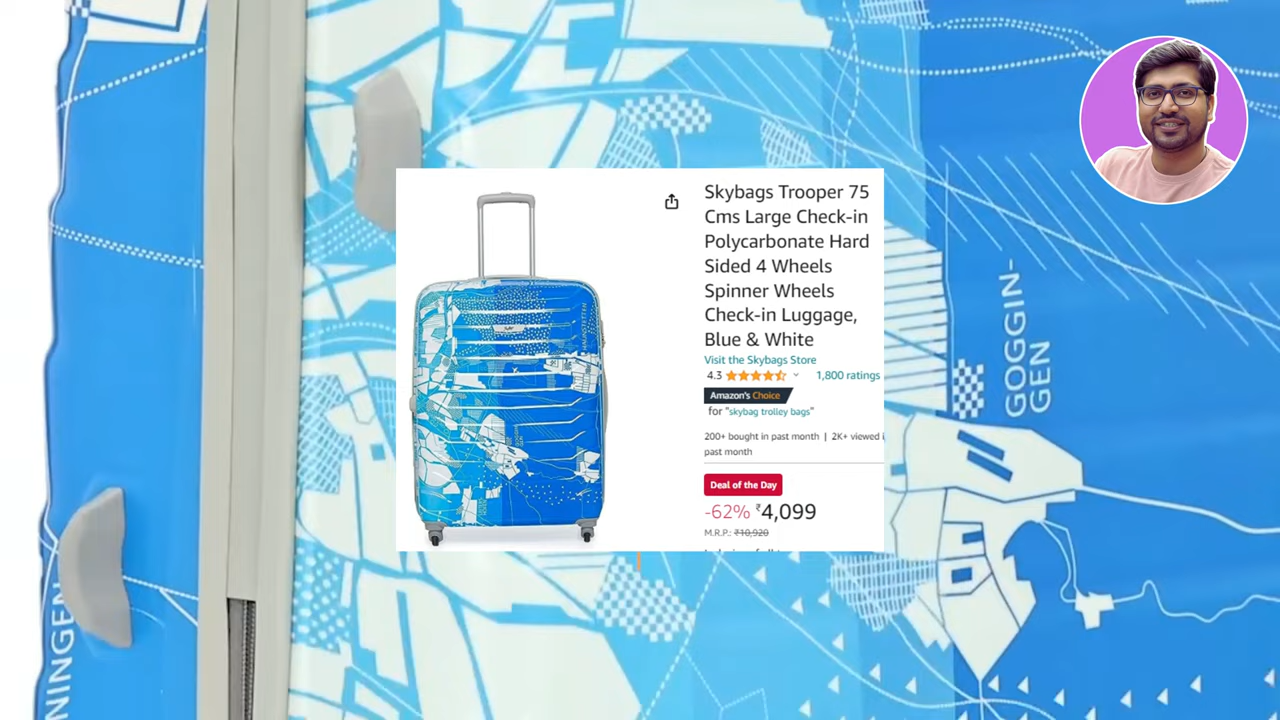 Skybags Trooper 75
Cms Large Check-in
Polycarbonate Hard
Sided 4 Wheels
Spinner Wheels
Check-in Luggage,
Blue & White
Visit the Skybags Store
4.3 1,800 ratings
Amazon's Choice
for "skybag trolley bags"
200+ bought in past month | 2K+ viewed
past month
Deal of the Day
-62% ₹4,099
M.R.P.: ₹10,920
GOGGIN-
GEN
NINGEN
HAUNSTETTEN